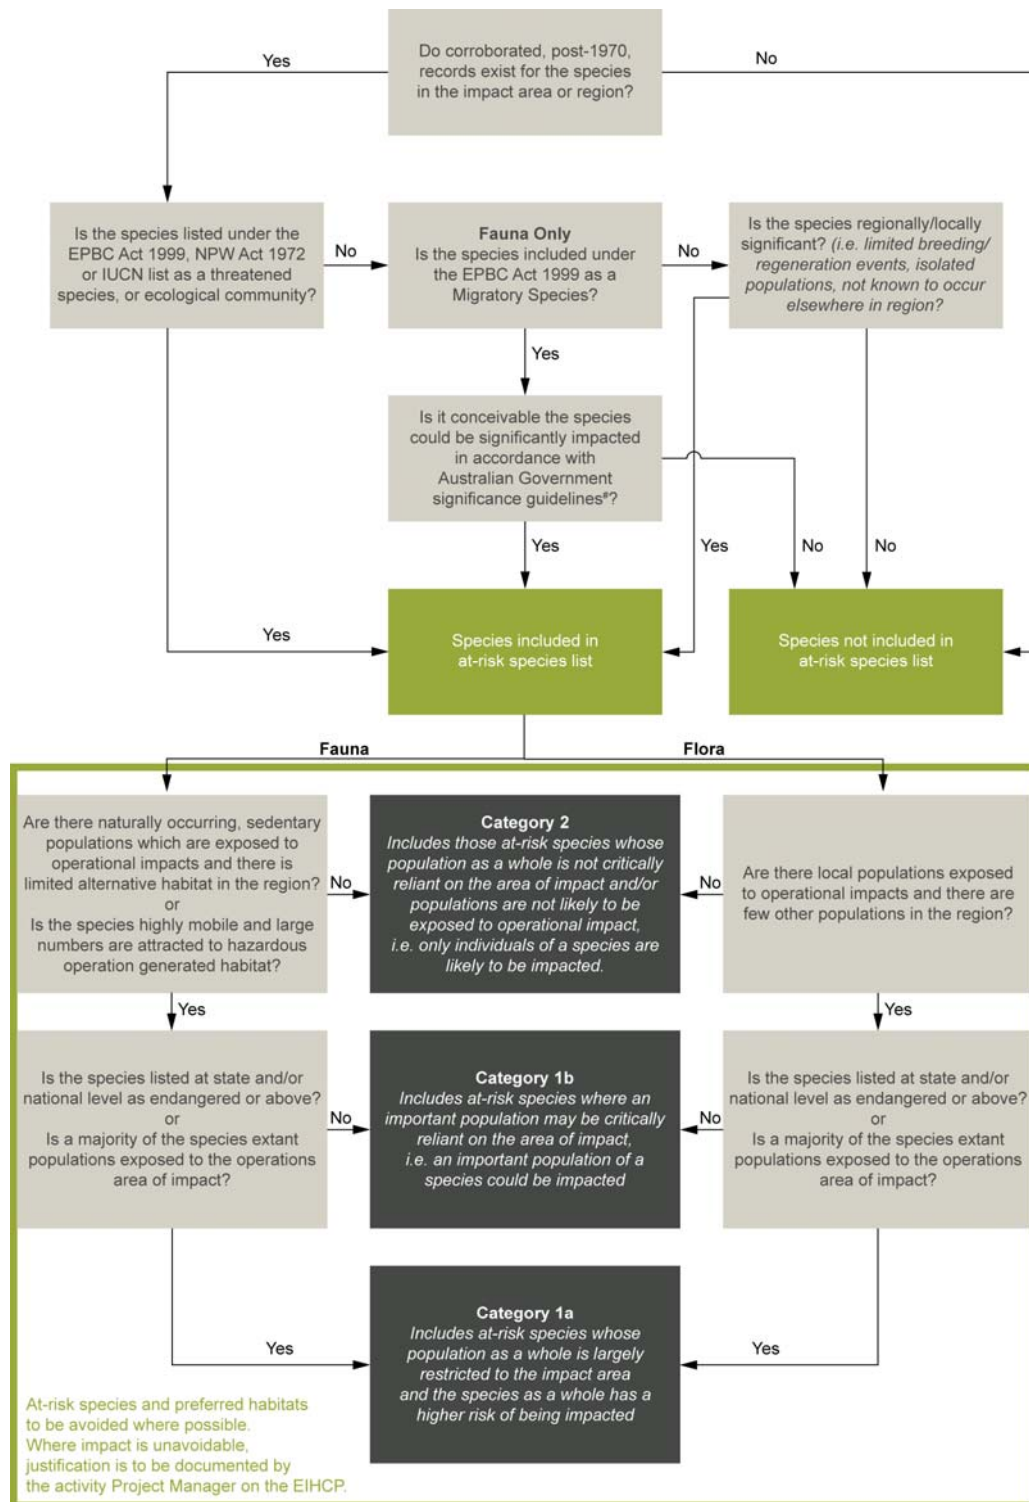 Do corroborated, post-1970,
records exist for the species
in the impact area or region?
Yes
No
Is the species listed under the
EPBC Act 1999, NPW Act 1972
or IUCN list as a threatened
species, or ecological community?
No
Fauna Only
Is the species included under
the EPBC Act 1999 as a
Migratory Species?
No
Is the species regionally/locally
significant? (i.e. limited breeding/
regeneration events, isolated
populations, not known to occur
elsewhere in region?
Yes
Is it conceivable the species
could be significantly impacted
in accordance with
Australian Government
significance guidelines#?
Yes
Yes
No
No
Yes
Species included in
at-risk species list
Species not included in
at-risk species list
Fauna
Flora
Are there naturally occurring, sedentary
populations which are exposed to
operational impacts and there is
limited alternative habitat in the region?
or
Is the species highly mobile and large
numbers are attracted to hazardous
operation generated habitat?
No
Category 2
Includes those at-risk species whose
population as a whole is not critically
reliant on the area of impact and/or
populations are not likely to be
exposed to operational impact,
i.e. only individuals of a species are
likely to be impacted.
No
Are there local populations exposed
to operational impacts and there are
few other populations in the region?
Yes
Yes
Is the species listed at state and/or
national level as endangered or above?
or
Is a majority of the species extant
populations exposed to the operations
area of impact?
No
Category 1b
Includes at-risk species where an
important population may be critically
reliant on the area of impact,
i.e. an important population of a
species could be impacted
No
Is the species listed at state and/or
national level as endangered or above?
or
Is a majority of the species extant
populations exposed to the operations
area of impact?
Yes
Category 1a
Includes at-risk species whose
population as a whole is largely
restricted to the impact area
and the species as a whole has a
higher risk of being impacted
Yes
At-risk species and preferred habitats
to be avoided where possible.
Where impact is unavoidable,
justification is to be documented by
the activity Project Manager on the EIHCP.